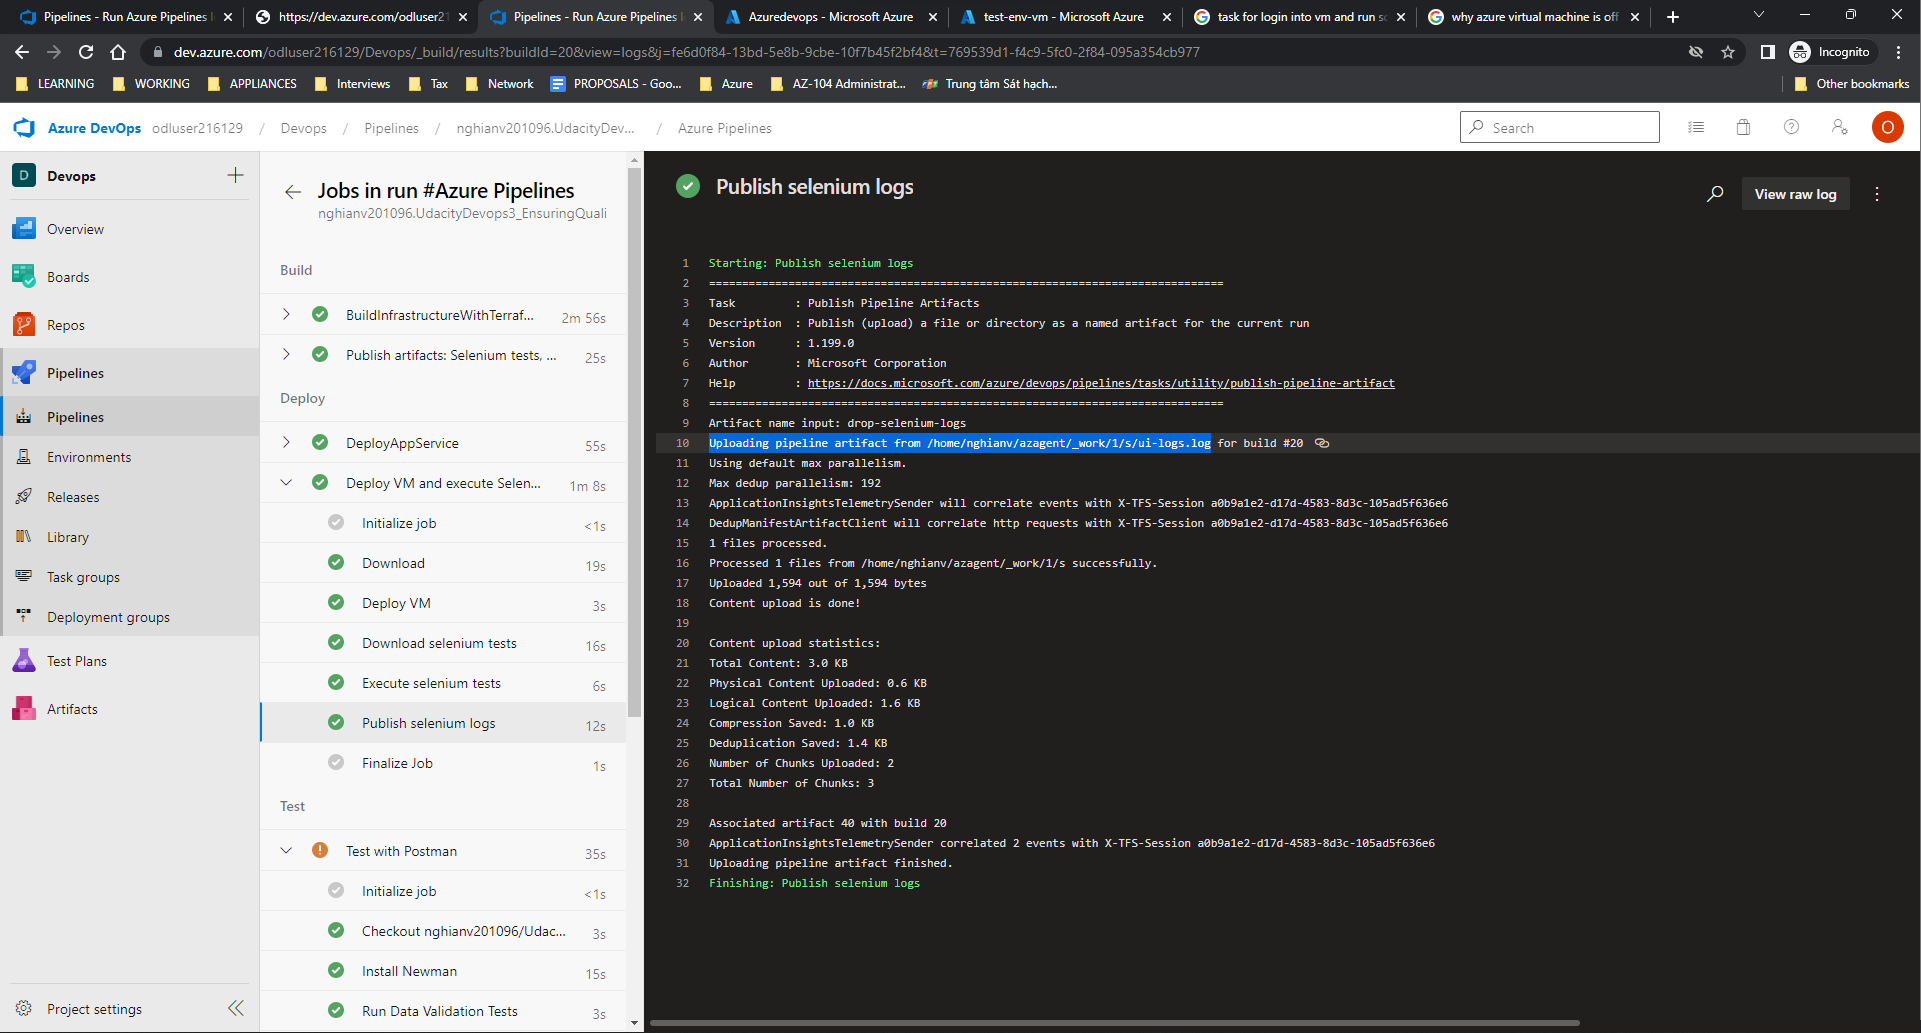 Pipelines - Run Azure Pipelines
https://dev.azure.com/odluser21
Pipelines - Run Azure Pipelines
Azuredevops - Microsoft Azure
test-env-vm - Microsoft Azure
task for login into vm and run sc
why azure virtual machine is off
dev.azure.com/odluser216129/Devops/_build/results?buildId=20&view=logs&j=fe6d0f84-13bd-5e8b-9cbe-10f7b45f2bf4&t=769539d1-f4c9-5fc0-2f84-095a354cb977
Incognito
LEARNING
WORKING
APPLIANCES
Interviews
Tax
Network
PROPOSALS - Goo...
Azure
AZ-104 Administrat...
Trung tâm Sát hạch...
Other bookmarks
Azure DevOps
odluser216129 / Devops / Pipelines / nghianv201096.UdacityDev... / Azure Pipelines
Search
O
D
Devops
Overview
Boards
Repos
Pipelines
Pipelines
Environments
Releases
Library
Task groups
Deployment groups
Test Plans
Artifacts
Project settings
Jobs in run #Azure Pipelines
nghianv201096.UdacityDevops3_EnsuringQuali
Build
BuildInfrastructureWithTerraf... 2m 56s
Publish artifacts: Selenium tests, ... 25s
Deploy
DeployAppService 55s
Deploy VM and execute Selen... 1m 8s
Initialize job <1s
Download 19s
Deploy VM 3s
Download selenium tests 16s
Execute selenium tests 6s
Publish selenium logs 12s
Finalize Job 1s
Test
Test with Postman 35s
Initialize job <1s
Checkout nghianv201096/Udac... 3s
Install Newman 15s
Run Data Validation Tests 3s
Publish selenium logs
View raw log
1 Starting: Publish selenium logs
2 ==============================================================================
3 Task : Publish Pipeline Artifacts
4 Description : Publish (upload) a file or directory as a named artifact for the current run
5 Version : 1.199.0
6 Author : Microsoft Corporation
7 Help : https://docs.microsoft.com/azure/devops/pipelines/tasks/utility/publish-pipeline-artifact
8 ==============================================================================
9 Artifact name input: drop-selenium-logs
10 Uploading pipeline artifact from /home/nghianv/azagent/_work/1/s/ui-logs.log for build #20
11 Using default max parallelism.
12 Max dedup parallelism: 192
13 ApplicationInsightsTelemetrySender will correlate events with X-TFS-Session a0b9a1e2-d17d-4583-8d3c-105ad5f636e6
14 DedupManifestArtifactClient will correlate http requests with X-TFS-Session a0b9a1e2-d17d-4583-8d3c-105ad5f636e6
15 1 files processed.
16 Processed 1 files from /home/nghianv/azagent/_work/1/s successfully.
17 Uploaded 1,594 out of 1,594 bytes
18 Content upload is done!
19
20 Content upload statistics:
21 Total Content: 3.0 KB
22 Physical Content Uploaded: 0.6 KB
23 Logical Content Uploaded: 1.6 KB
24 Compression Saved: 1.0 KB
25 Deduplication Saved: 1.4 KB
26 Number of Chunks Uploaded: 2
27 Total Number of Chunks: 3
28
29 Associated artifact 40 with build 20
30 ApplicationInsightsTelemetrySender correlated 2 events with X-TFS-Session a0b9a1e2-d17d-4583-8d3c-105ad5f636e6
31 Uploading pipeline artifact finished.
32 Finishing: Publish selenium logs